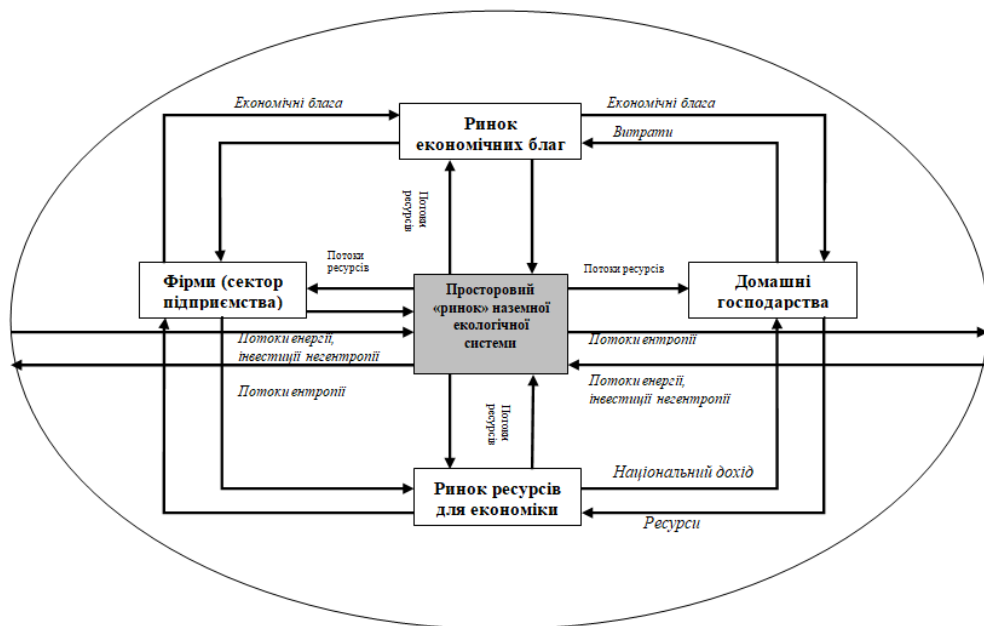 Економічні блага
Економічні блага
Ринок
економічних благ
Витрати
Потоки
ресурсів
Потоки
ресурсів
Потоки ресурсів
Фірми (сектор
підприємства)
Просторовий
«ринок» наземної
екологічної
системи
Домашні
господарства
Потоки енергії,
інвестиції негентропії
Потоки ентропії
Потоки ентропії
Потоки енергії,
інвестиції негентропії
Потоки
ресурсів
Національний дохід
Ринок ресурсів
для економіки
Ресурси